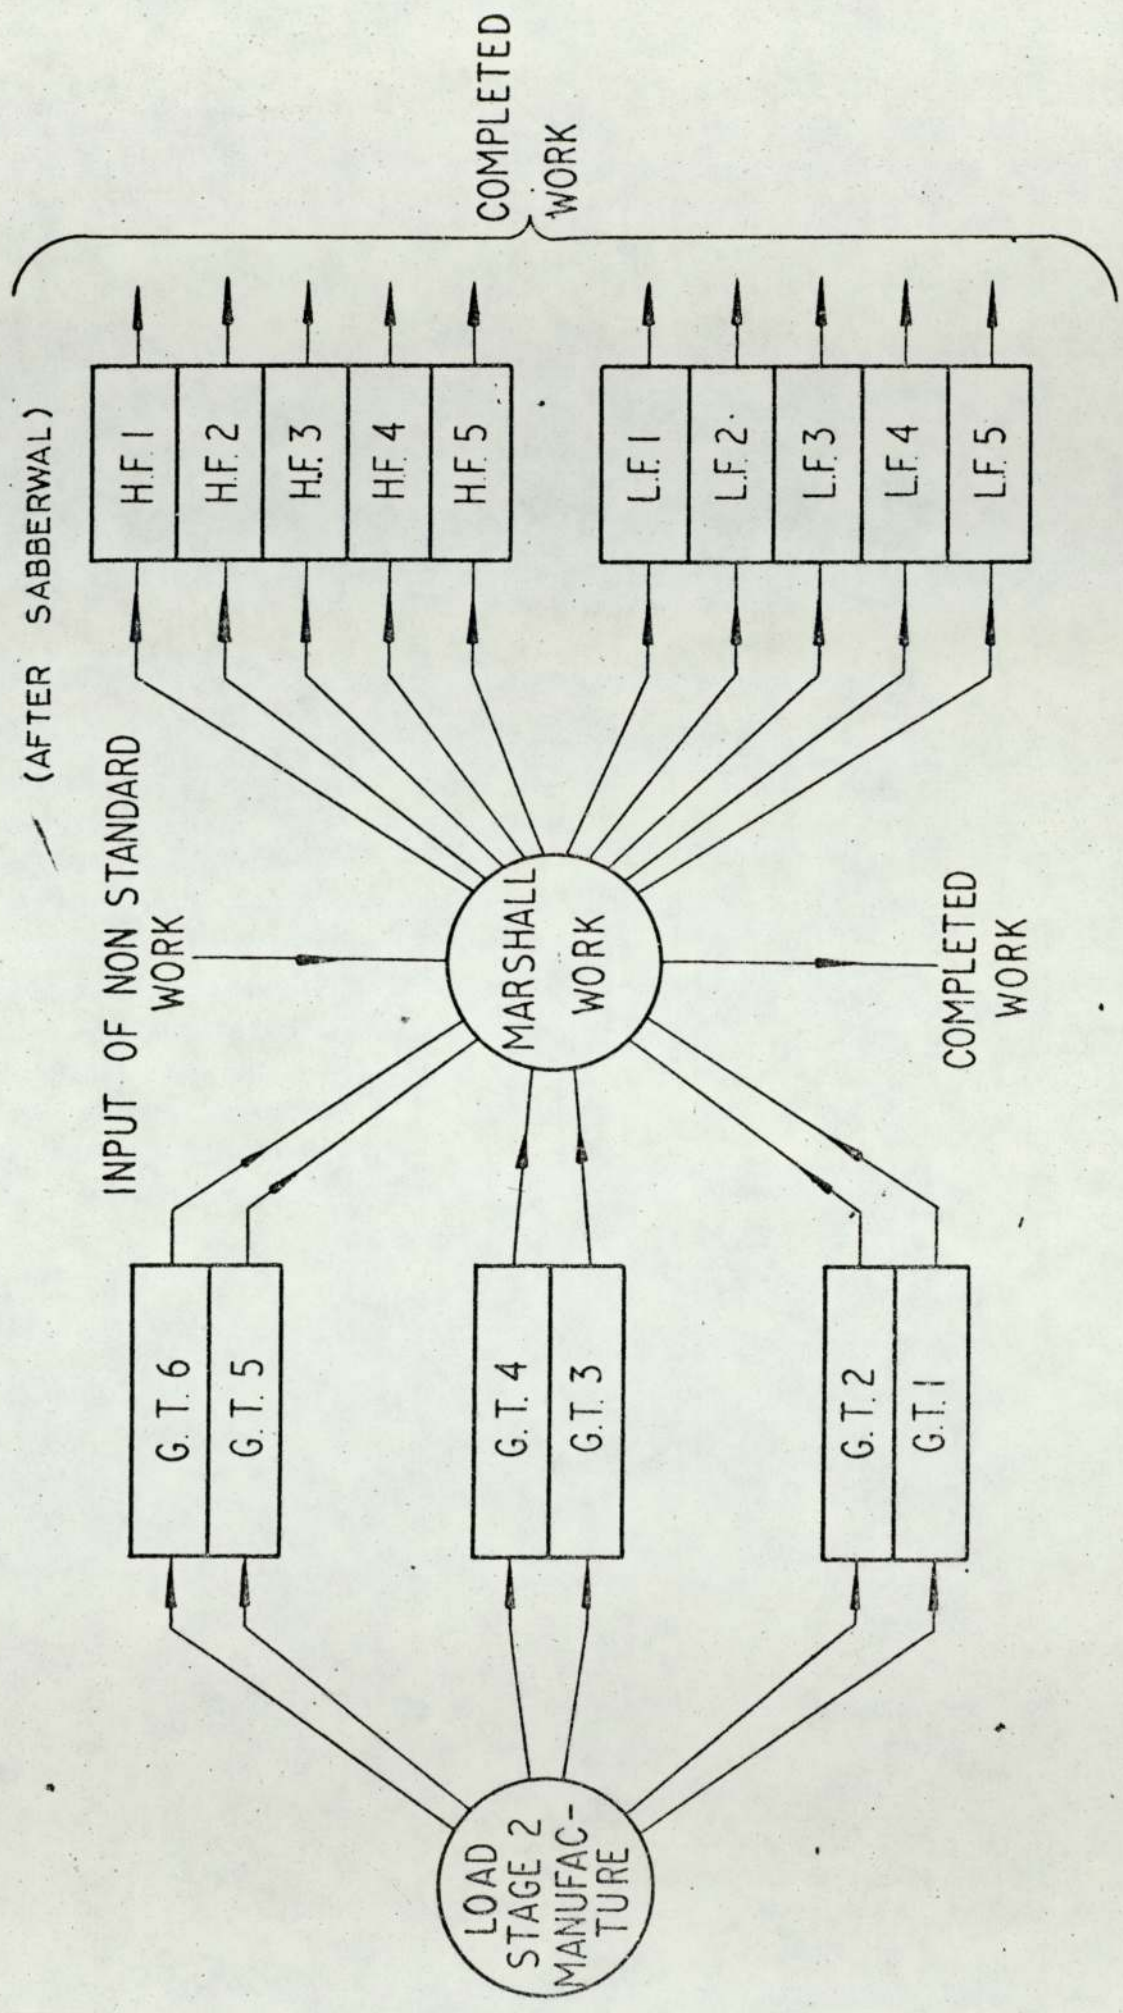 (AFTER SABBERWAL)
INPUT OF NON STANDARD
WORK
LOAD
STAGE 2
MANUFAC-
TURE
G. T. 6
G. T. 5
G. T. 4
G.T. 3
G. T. 2
G.T. 1
MARSHALL
WORK
COMPLETED
WORK
H.F. 1
H.F. 2
H.F. 3
H.F. 4
H.F. 5
L.F. 1
L.F. 2.
L.F. 3
L.F. 4
L.F. 5
COMPLETED
WORK